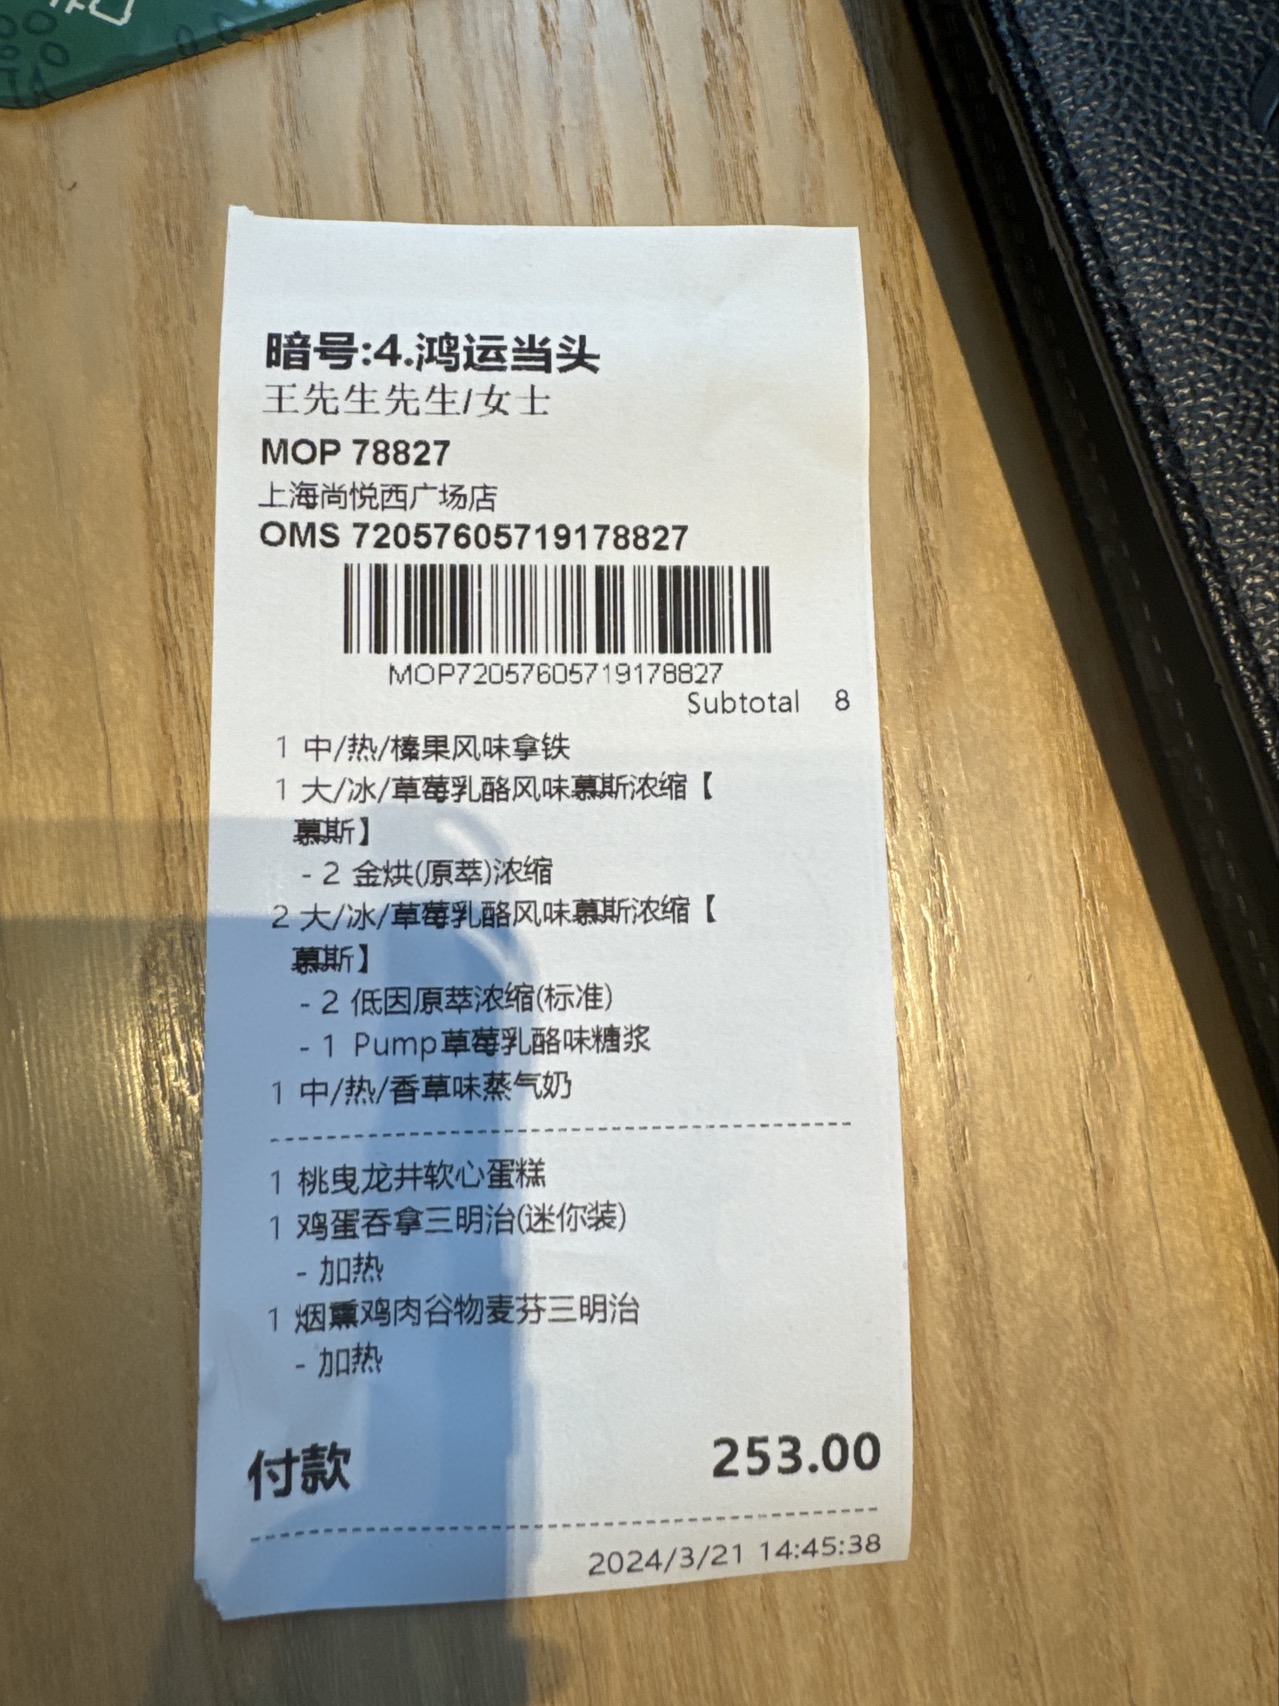 暗号:4.鸿运当头
王先生先生/女士
MOP 78827
上海尚悦西广场店
OMS 72057605719178827
MOP72057605719178827
Subtotal 8
1 中/热/榛果风味拿铁
1 大/冰/草莓乳酪风味慕斯浓缩【
慕斯】
- 2 金烘(原萃)浓缩
2 大/冰/草莓乳酪风味慕斯浓缩【
慕斯】
- 2 低因原萃浓缩(标准)
- 1 Pump草莓乳酪味糖浆
1 中/热/香草味蒸气奶
1 桃曳龙井软心蛋糕
1 鸡蛋吞拿三明治(迷你装)
- 加热
1 烟熏鸡肉谷物麦芬三明治
- 加热
付款 253.00
2024/3/21 14:45:38